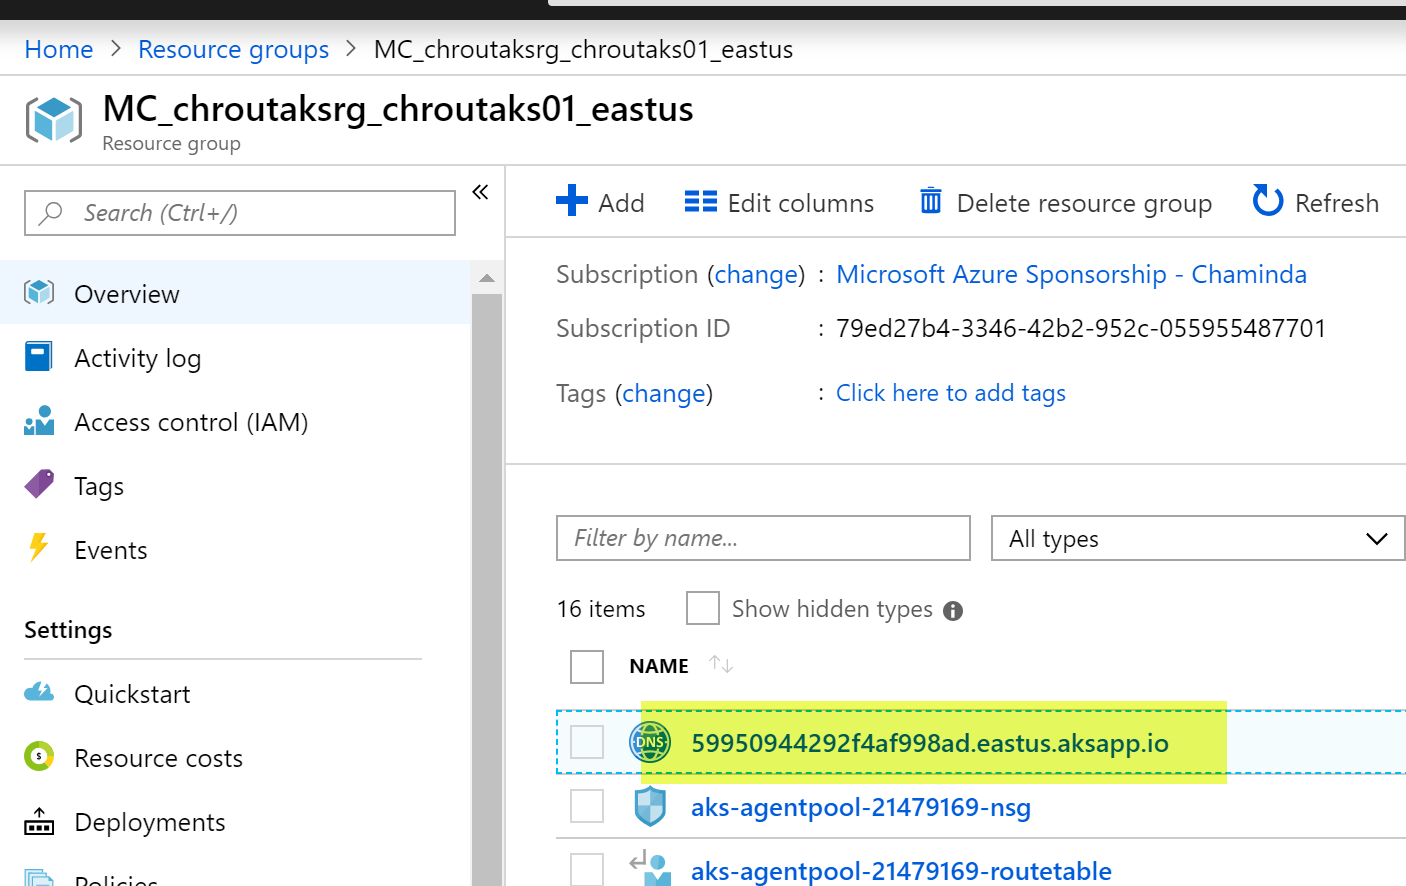 Home > Resource groups > MC_chroutaksrg_chroutaks01_eastus
MC_chroutaksrg_chroutaks01_eastus
Resource group
Search (Ctrl+/)
«
Overview
Activity log
Access control (IAM)
Tags
Events
Settings
Quickstart
Resource costs
Deployments
Policies
Add
Edit columns
Delete resource group
Refresh
Subscription (change) : Microsoft Azure Sponsorship - Chaminda
Subscription ID : 79ed27b4-3346-42b2-952c-055955487701
Tags (change) : Click here to add tags
Filter by name...
All types
16 items
Show hidden types
NAME
DNS 59950944292f4af998ad.eastus.aksapp.io
aks-agentpool-21479169-nsg
aks-agentpool-21479169-routetable